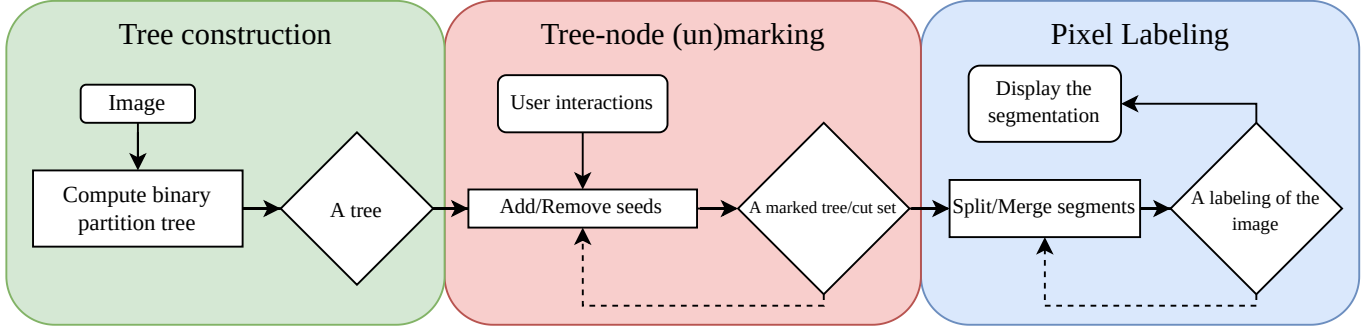 Tree construction
Image
Compute binary
partition tree
A tree
Tree-node (un)marking
User interactions
Add/Remove seeds
A marked tree/cut set
Pixel Labeling
Display the
segmentation
Split/Merge segments
A labeling of the
image